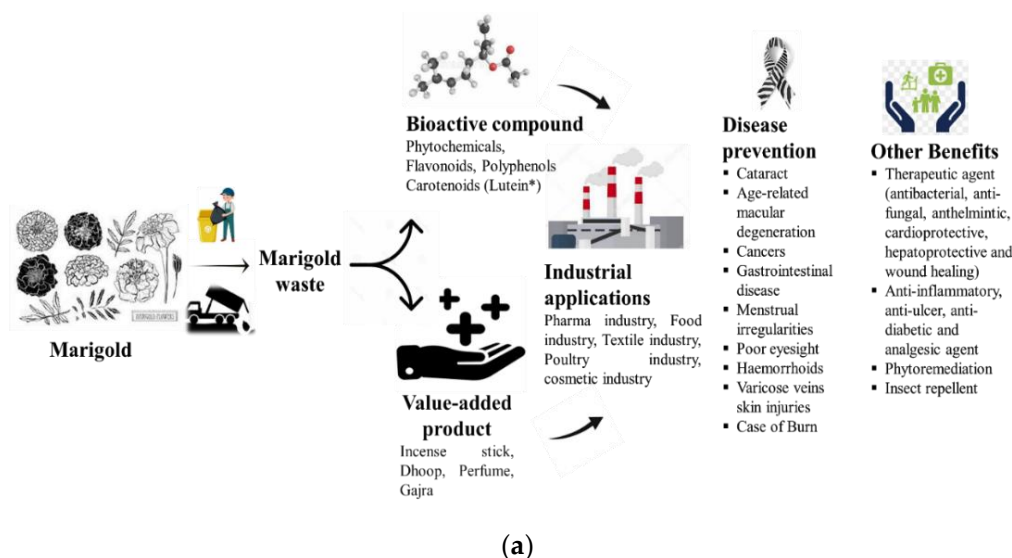 Marigold
Marigold
waste
Bioactive compound
Phytochemicals,
Flavonoids, Polyphenols
Carotenoids (Lutein*)
Value-added
product
Incense stick,
Dhoop, Perfume,
Gajra
Industrial
applications
Pharma industry, Food
industry, Textile industry,
Poultry industry,
cosmetic industry
Disease
prevention
▪ Cataract
▪ Age-related
macular
degeneration
▪ Cancers
▪ Gastrointestinal
disease
▪ Menstrual
irregularities
▪ Poor eyesight
▪ Haemorrhoids
▪ Varicose veins
skin injuries
▪ Case of Burn
Other Benefits
▪ Therapeutic agent
(antibacterial, anti-
fungal, anthelmintic,
cardioprotective,
hepatoprotective and
wound healing)
▪ Anti-inflammatory,
anti-ulcer, anti-
diabetic and
analgesic agent
▪ Phytoremediation
▪ Insect repellent
(a)